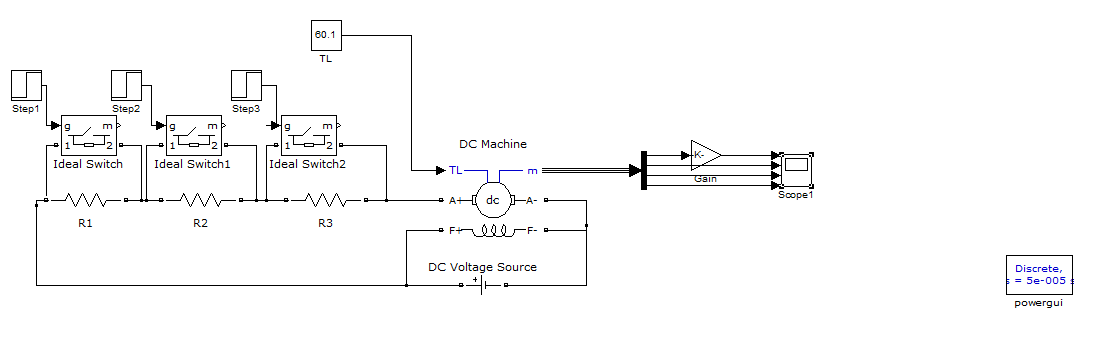 60.1
TL
Step1
Step2
Step3
g
m
1
2
Ideal Switch
g
m
1
2
Ideal Switch1
g
m
1
2
Ideal Switch2
R1
R2
R3
DC Machine
TL
m
A+
dc
A-
F+
F-
DC Voltage Source
+
K-
Gain
Scope1
Discrete,
s = 5e-005 s
powergui